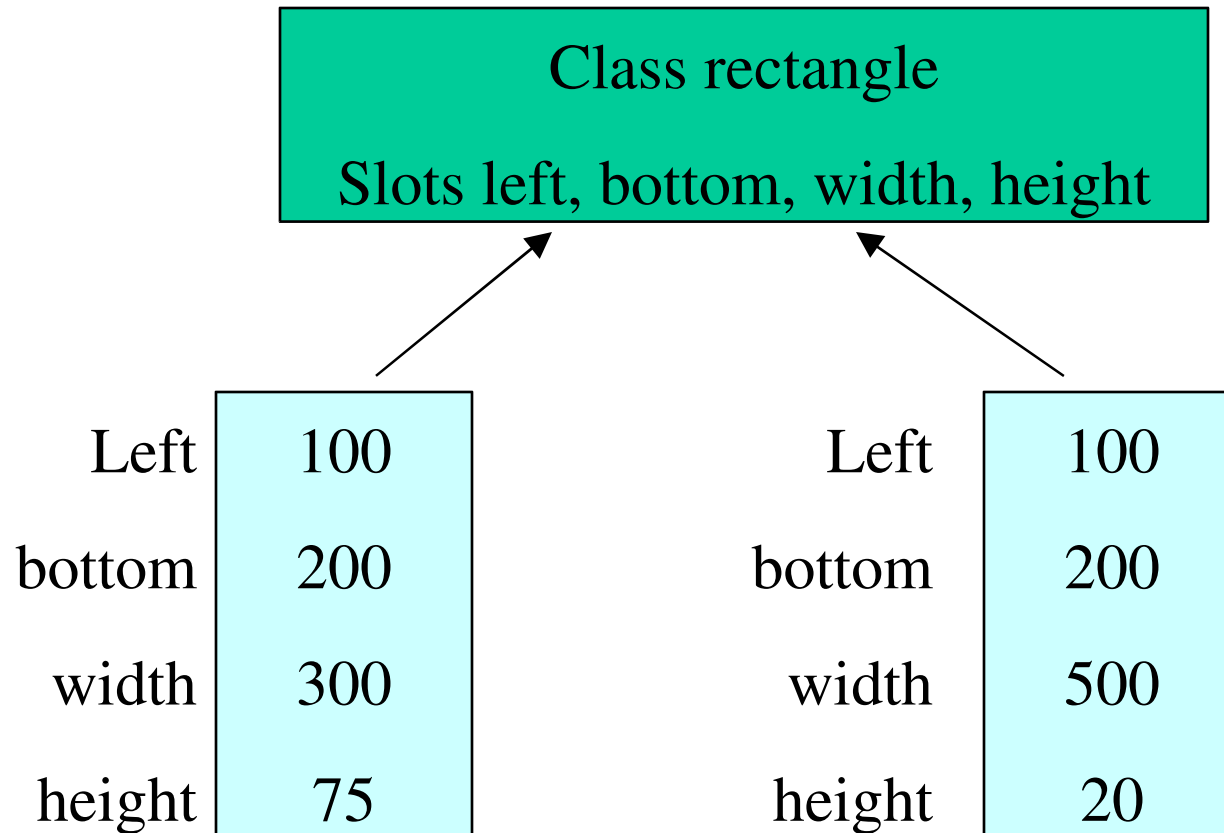 Class rectangle
Slots left, bottom, width, height
Left 100 Left 100
bottom 200 bottom 200
width 300 width 500
height 75 height 20